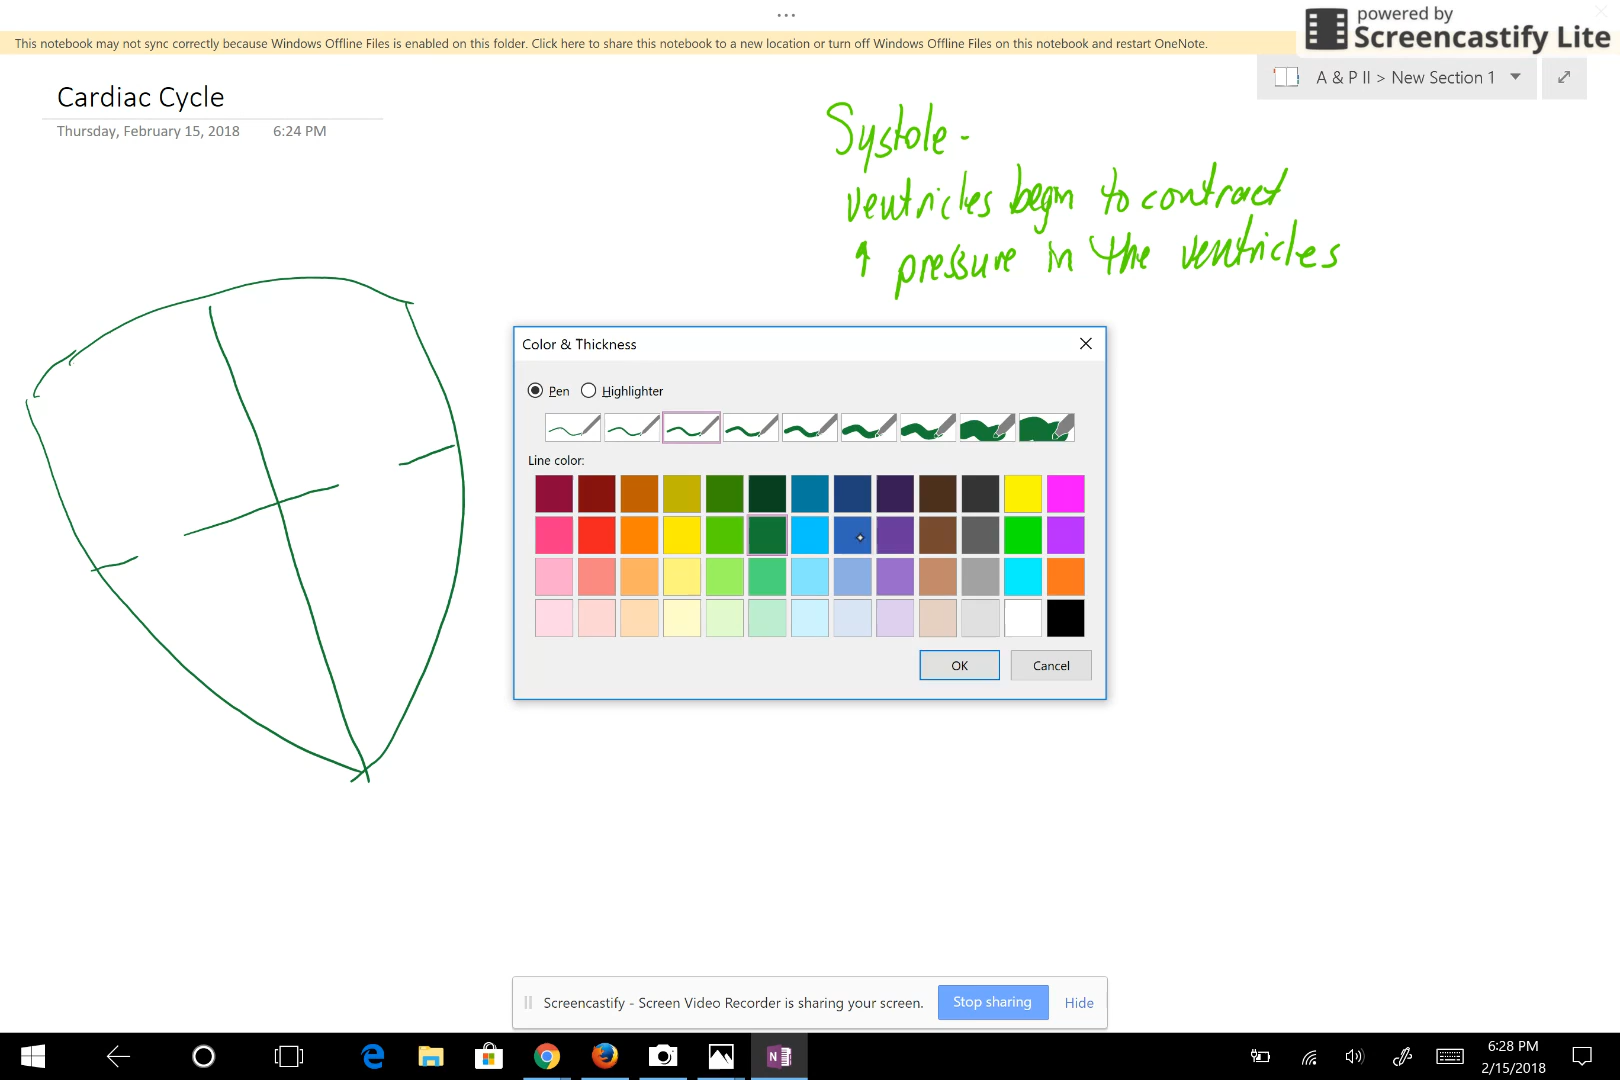 ...
powered by
Screencastify Lite
This notebook may not sync correctly because Windows Offline Files is enabled on this folder. Click here to share this notebook to a new location or turn off Windows Offline Files on this notebook and restart OneNote.
A & P II > New Section 1
Cardiac Cycle
Thursday, February 15, 2018 6:24 PM
Systole -
ventricles begin to contract
↑ pressure in the ventricles
Color & Thickness
Pen Highlighter
Line color:
OK Cancel
Screencastify - Screen Video Recorder is sharing your screen. Stop sharing Hide
6:28 PM
2/15/2018